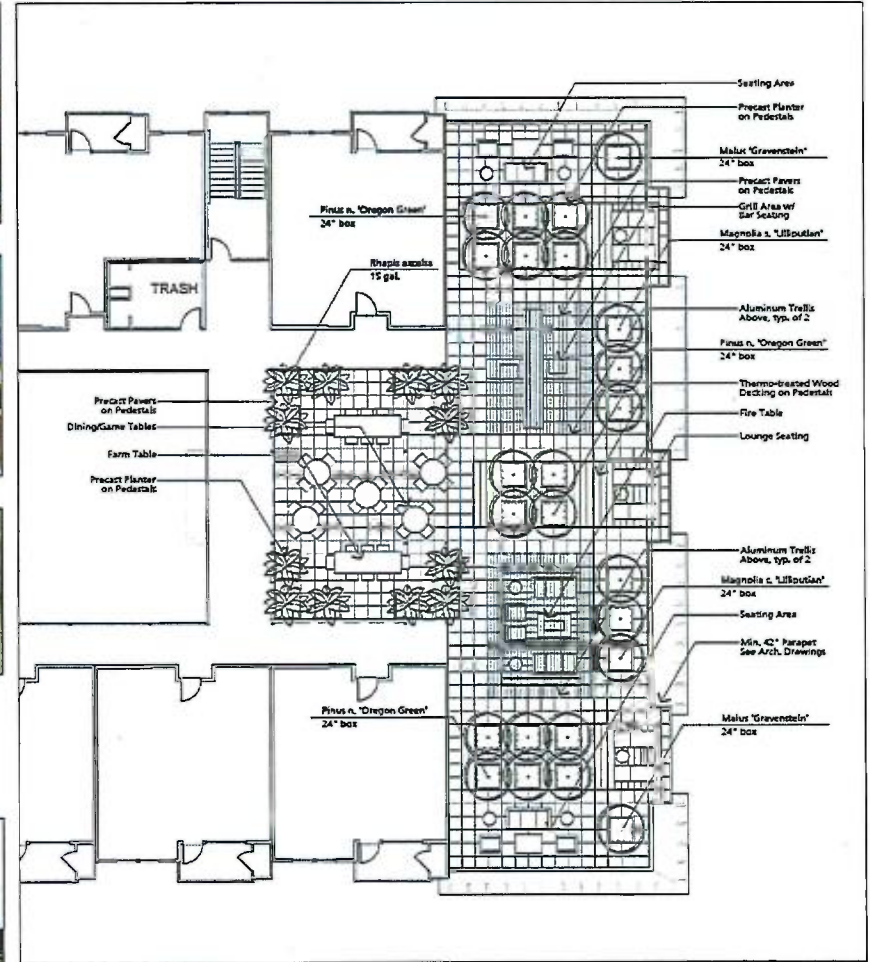 Seating Area
Precast Planter
on Pedestals
Malus "Gravenstein"
24" box
Precast Pavers
on Pedestals
Grill Area w/
Bar Seating
Magnolia s. "Lilliputian"
24" box
Aluminum Trellis
Above, typ. of 2
Pinus n. "Oregon Green"
24" box
Thermo-treated Wood
Decking on Pedestals
Fire Table
Lounge Seating
Aluminum Trellis
Above, typ. of 2
Magnolia c. "Lilliputian"
24" box
Seating Area
Min. 42" Parapet
See Arch. Drawings
Malus "Gravenstein"
24" box
Pinus n. "Oregon Green"
24" box
Rhapis excelsa
15 gal.
TRASH
Precast Pavers
on Pedestals
Dining/Game Tables
Farm Table
Precast Planter
on Pedestals
Pinus n. "Oregon Green"
24" box